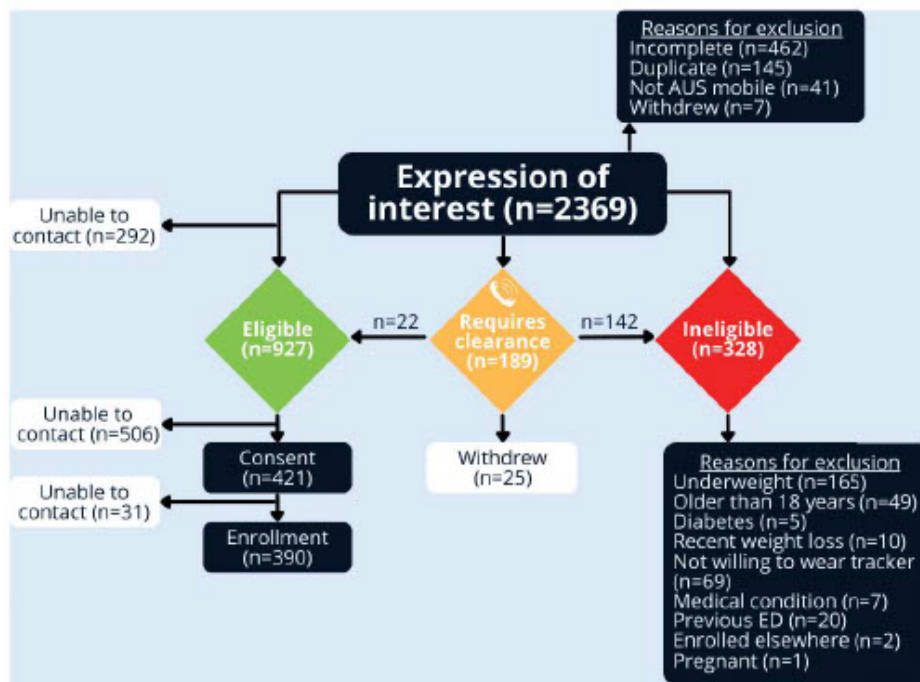 Reasons for exclusion
Incomplete (n=462)
Duplicate (n=145)
Not AUS mobile (n=41)
Withdrew (n=7)
Expression of
interest (n=2369)
Unable to
contact (n=292)
Eligible
(n=927)
n=22
Requires
clearance
(n=189)
n=142
Ineligible
(n=328)
Unable to
contact (n=506)
Consent
(n=421)
Withdrew
(n=25)
Unable to
contact (n=31)
Enrollment
(n=390)
Reasons for exclusion
Underweight (n=165)
Older than 18 years (n=49)
Diabetes (n=5)
Recent weight loss (n=10)
Not willing to wear tracker
(n=69)
Medical condition (n=7)
Previous ED (n=20)
Enrolled elsewhere (n=2)
Pregnant (n=1)